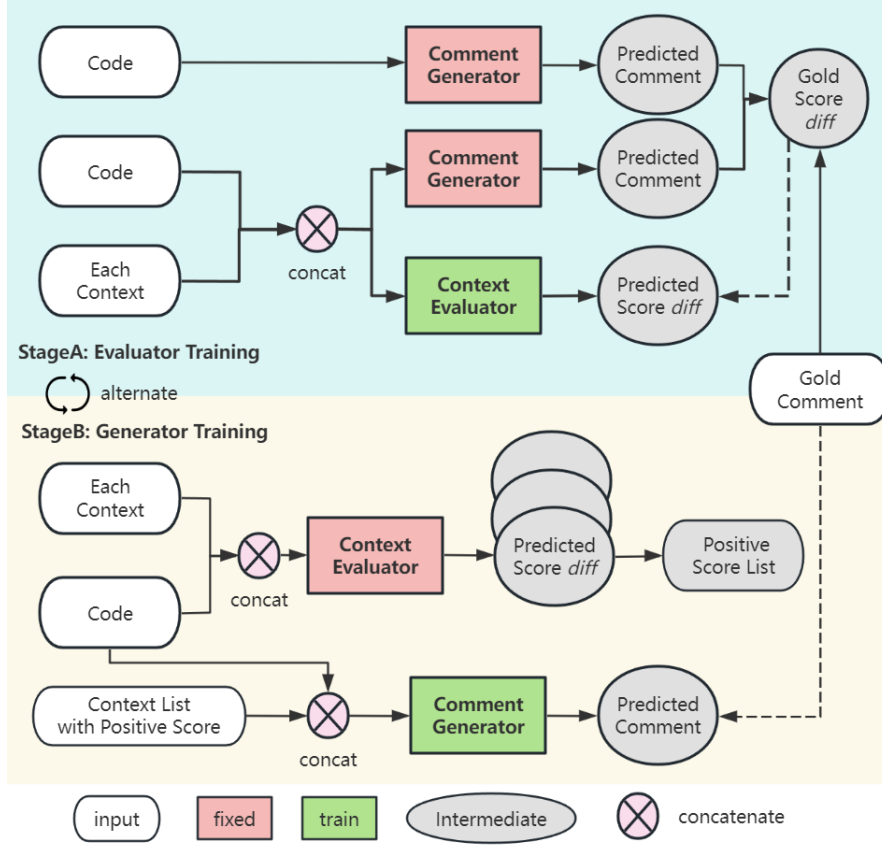 Code
Comment
Generator
Predicted
Comment
Gold
Score
diff
Code
Comment
Generator
Predicted
Comment
concat
Each
Context
Context
Evaluator
Predicted
Score diff
StageA: Evaluator Training
alternate
Gold
Comment
StageB: Generator Training
Each
Context
Context
Evaluator
Predicted
Score diff
Positive
Score List
concat
Code
Context List
with Positive Score
concat
Comment
Generator
Predicted
Comment
input
fixed
train
Intermediate
concatenate